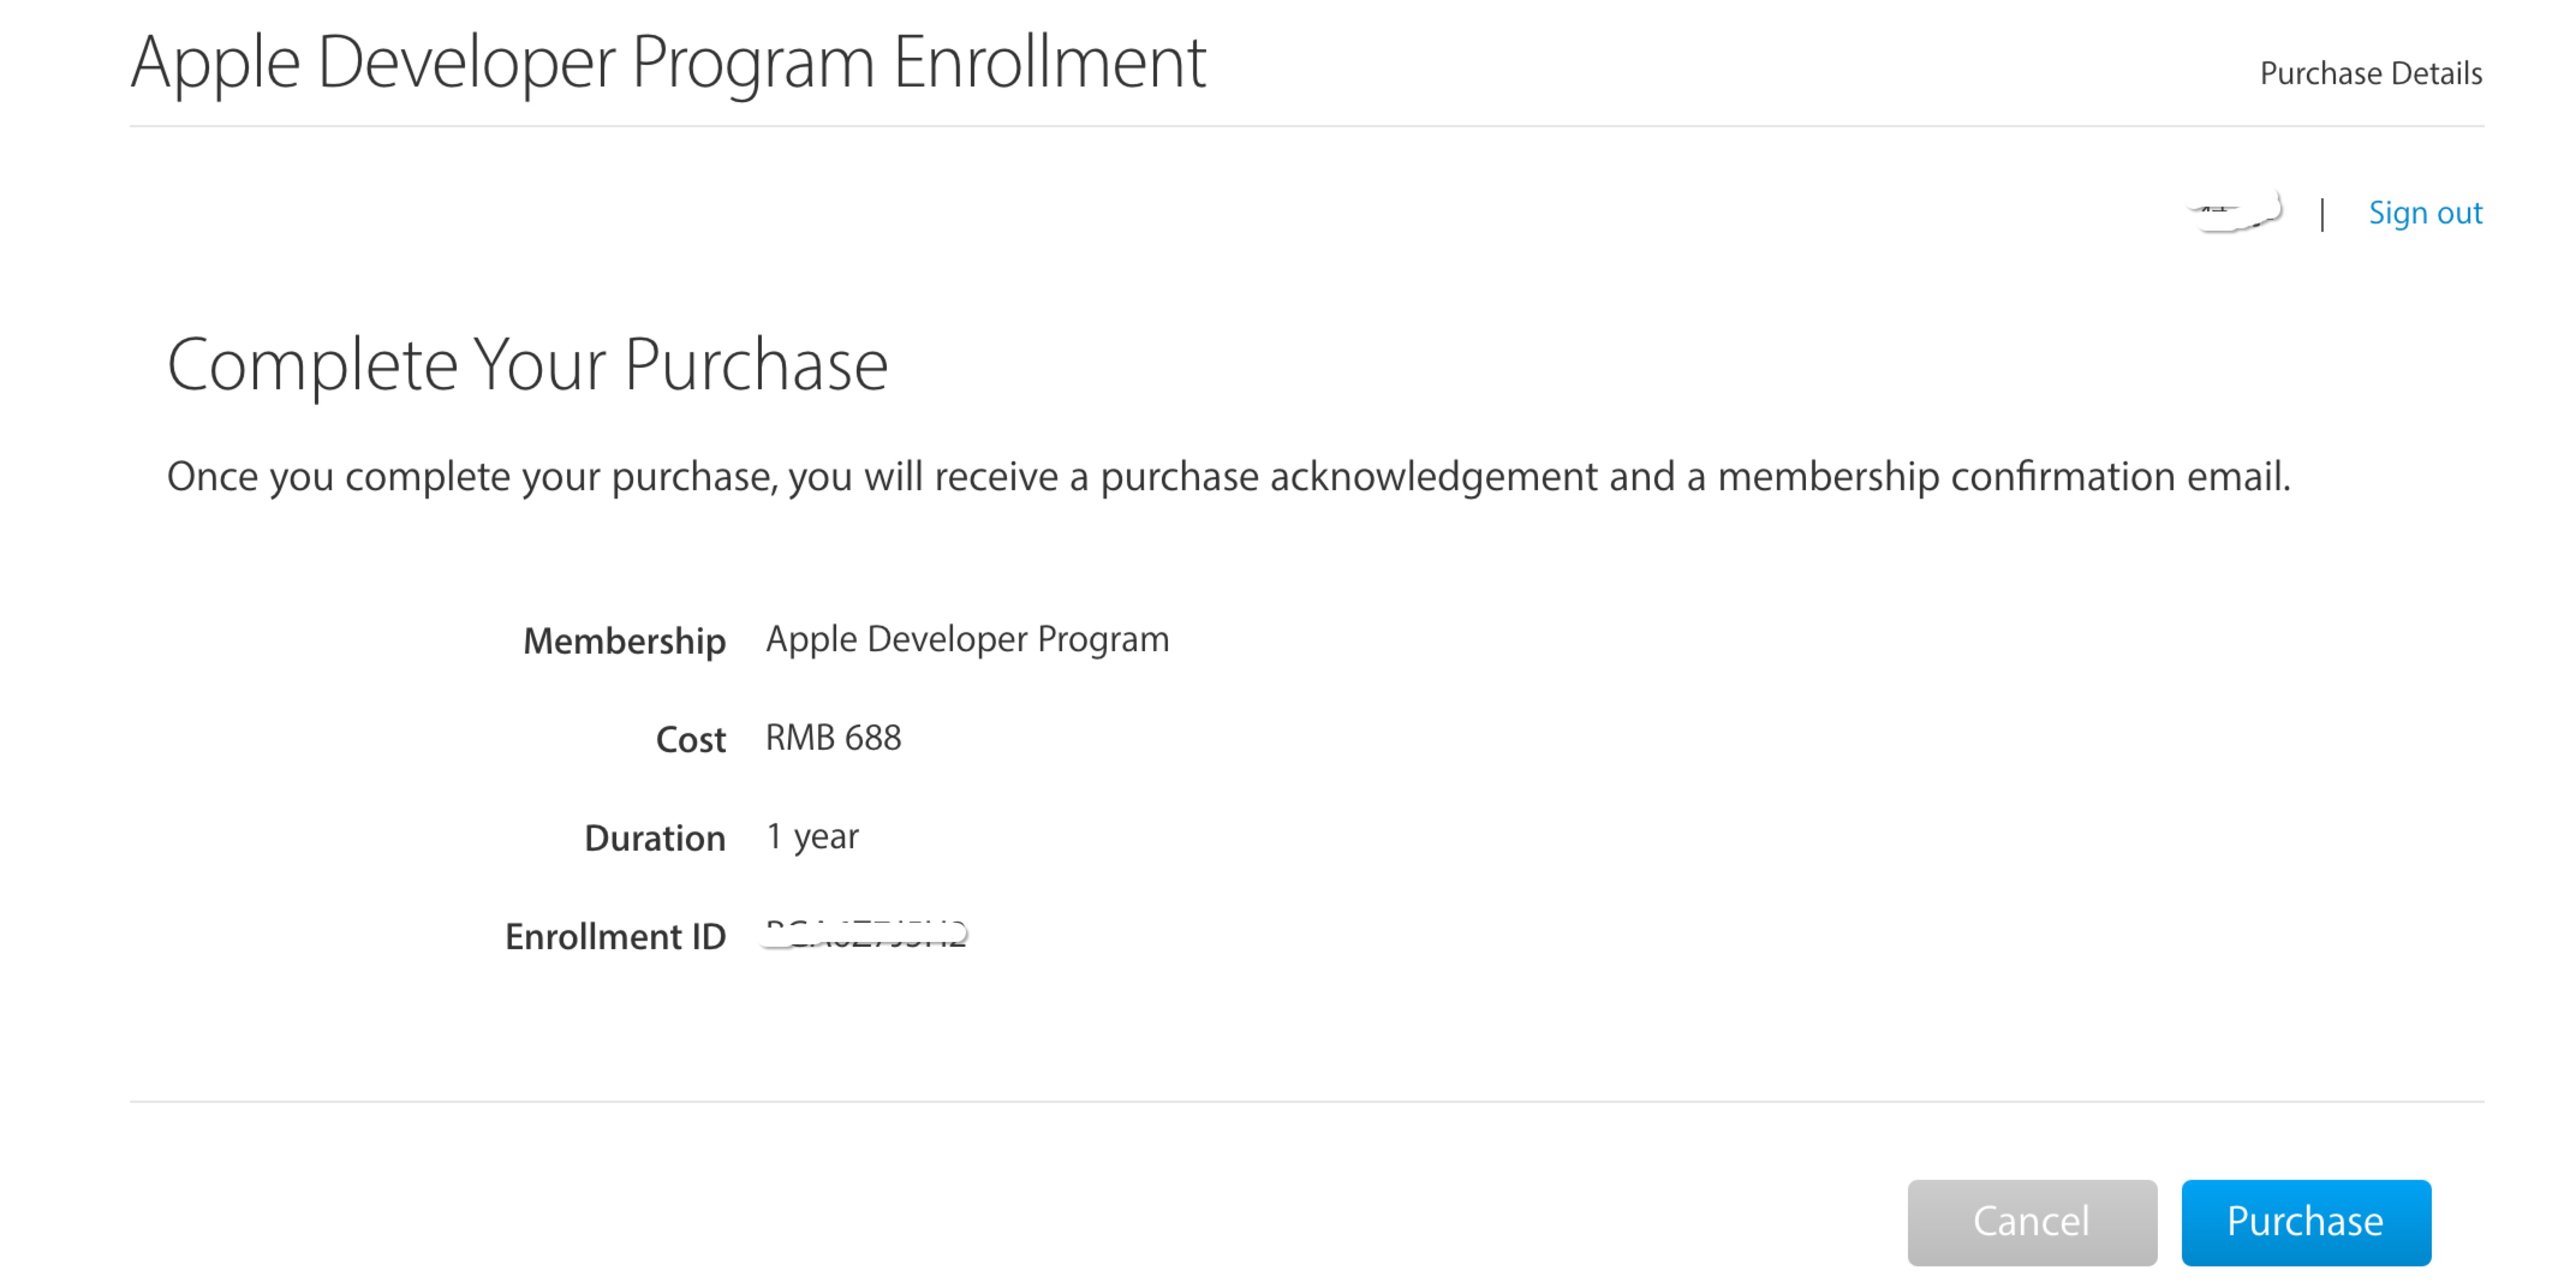 Apple Developer Program Enrollment
Purchase Details
| Sign out
Complete Your Purchase
Once you complete your purchase, you will receive a purchase acknowledgement and a membership confirmation email.
Membership Apple Developer Program
Cost RMB 688
Duration 1 year
Enrollment ID
Cancel Purchase